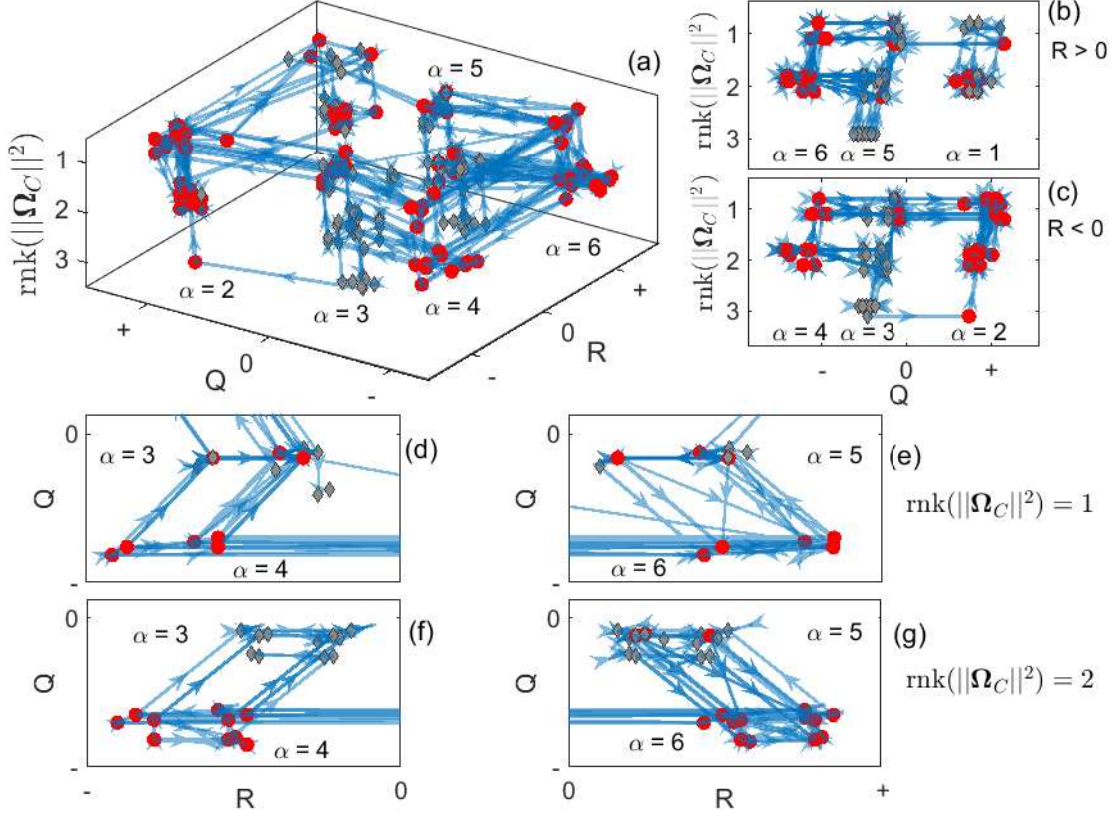 (a)
rnk(||Ω_C||²)
1
2
3
α = 5
α = 6
α = 2
α = 3
α = 4
+
0
-
Q
-
0
+
R
(b)
R > 0
rnk(||Ω_C||²)
1
2
3
α = 6 α = 5 α = 1
(c)
R < 0
rnk(||Ω_C||²)
1
2
3
α = 4 α = 3 α = 2
- 0 +
Q
(d)
0
α = 3
Q
α = 4
-
(e)
0
α = 5
Q
α = 6
-
rnk(||Ω_C||²) = 1
(f)
0
α = 3
Q
α = 4
-
- R 0
(g)
0
α = 5
Q
α = 6
-
0 R +
rnk(||Ω_C||²) = 2